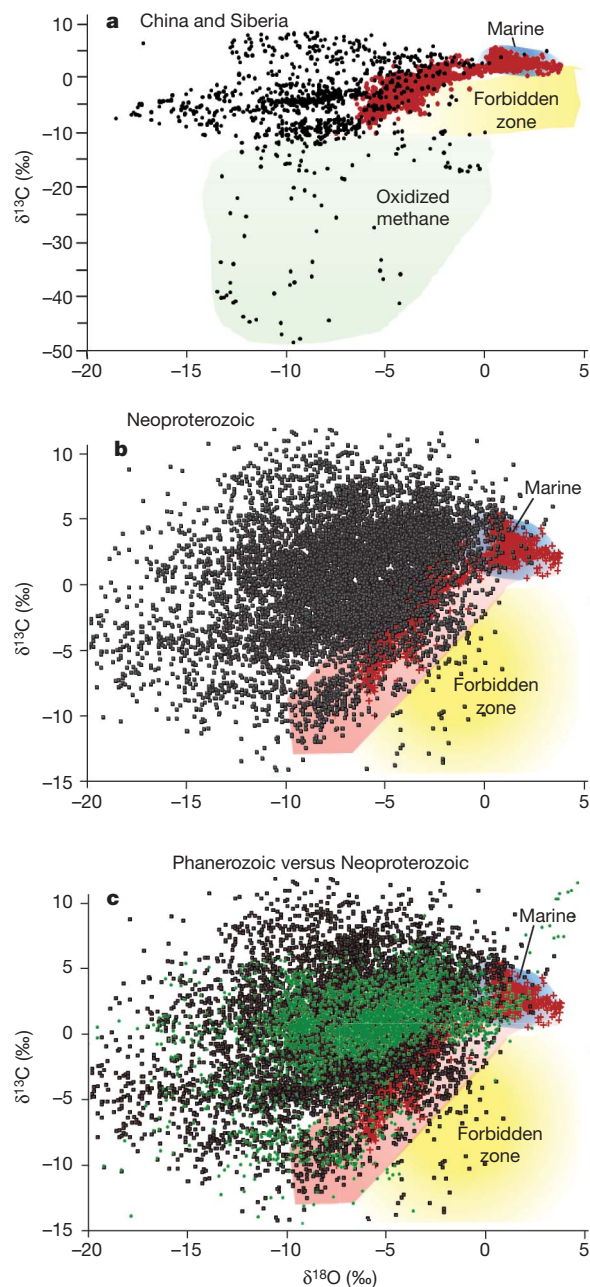 a China and Siberia
Marine
Forbidden
zone
Oxidized
methane
δ13C (‰)
10
5
0
−5
−10
−20
−30
−40
−50
−20
−15
−10
−5
0
5
Neoproterozoic
b
Marine
Forbidden
zone
δ13C (‰)
10
5
0
−5
−10
−15
−20
−15
−10
−5
0
5
Phanerozoic versus Neoproterozoic
c
Marine
Forbidden
zone
δ13C (‰)
10
5
0
−5
−10
−15
−20
−15
−10
−5
0
5
δ18O (‰)